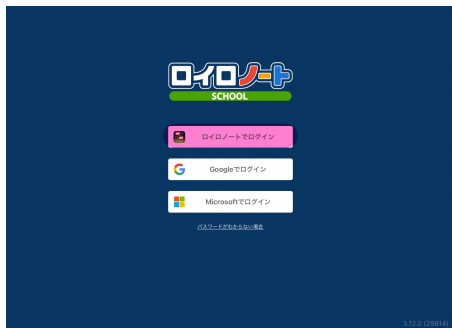 ロイロノート
SCHOOL
ロイロノートでログイン
Googleでログイン
Microsoftでログイン
パスワードがわからない場合
3.12.0 (29914)